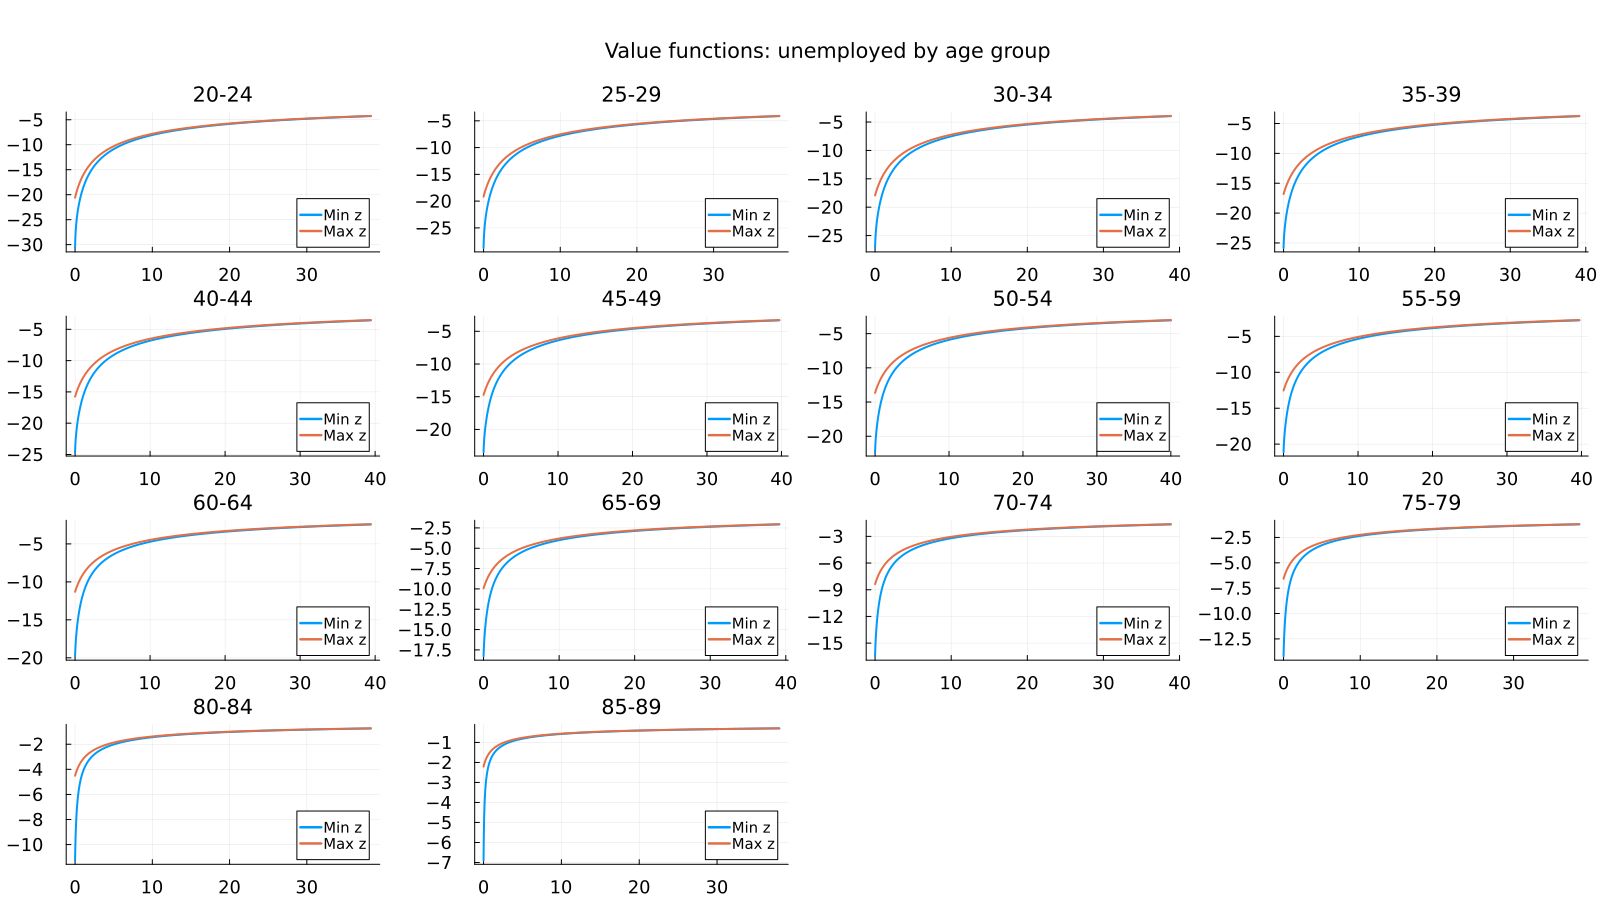 Value functions: unemployed by age group
20-24
−5
−10
−15
−20
−25
−30
0 10 20 30
Min z
Max z
25-29
−5
−10
−15
−20
−25
0 10 20 30
Min z
Max z
30-34
−5
−10
−15
−20
−25
0 10 20 30 40
Min z
Max z
35-39
−5
−10
−15
−20
−25
0 10 20 30 40
Min z
Max z
40-44
−5
−10
−15
−20
−25
0 10 20 30 40
Min z
Max z
45-49
−5
−10
−15
−20
0 10 20 30 40
Min z
Max z
50-54
−5
−10
−15
−20
0 10 20 30 40
Min z
Max z
55-59
−5
−10
−15
−20
0 10 20 30 40
Min z
Max z
60-64
−5
−10
−15
−20
0 10 20 30 40
Min z
Max z
65-69
−2.5
−5.0
−7.5
−10.0
−12.5
−15.0
−17.5
0 10 20 30 40
Min z
Max z
70-74
−3
−6
−9
−12
−15
0 10 20 30 40
Min z
Max z
75-79
−2.5
−5.0
−7.5
−10.0
−12.5
0 10 20 30
Min z
Max z
80-84
−2
−4
−6
−8
−10
0 10 20 30
Min z
Max z
85-89
−1
−2
−3
−4
−5
−6
−7
0 10 20 30
Min z
Max z